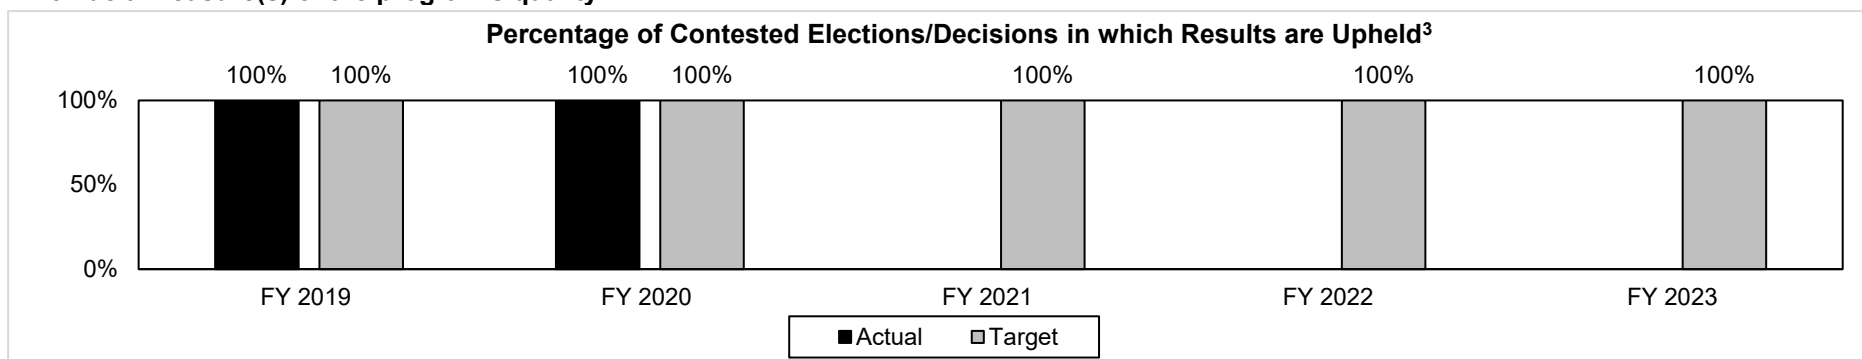 Percentage of Contested Elections/Decisions in which Results are Upheld³
100% 100% 100% 100% 100% 100% 100%
100%
50%
0%
FY 2019 FY 2020 FY 2021 FY 2022 FY 2023
Actual Target